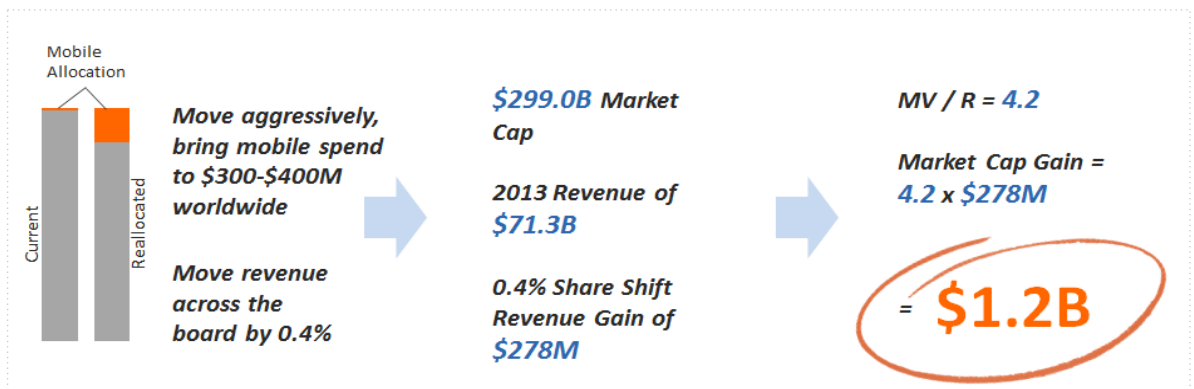 Mobile
Allocation
Current
Reallocated
Move aggressively,
bring mobile spend
to $300-$400M
worldwide
Move revenue
across the
board by 0.4%
$299.0B Market
Cap
2013 Revenue of
$71.3B
0.4% Share Shift
Revenue Gain of
$278M
MV / R = 4.2
Market Cap Gain =
4.2 x $278M
= $1.2B